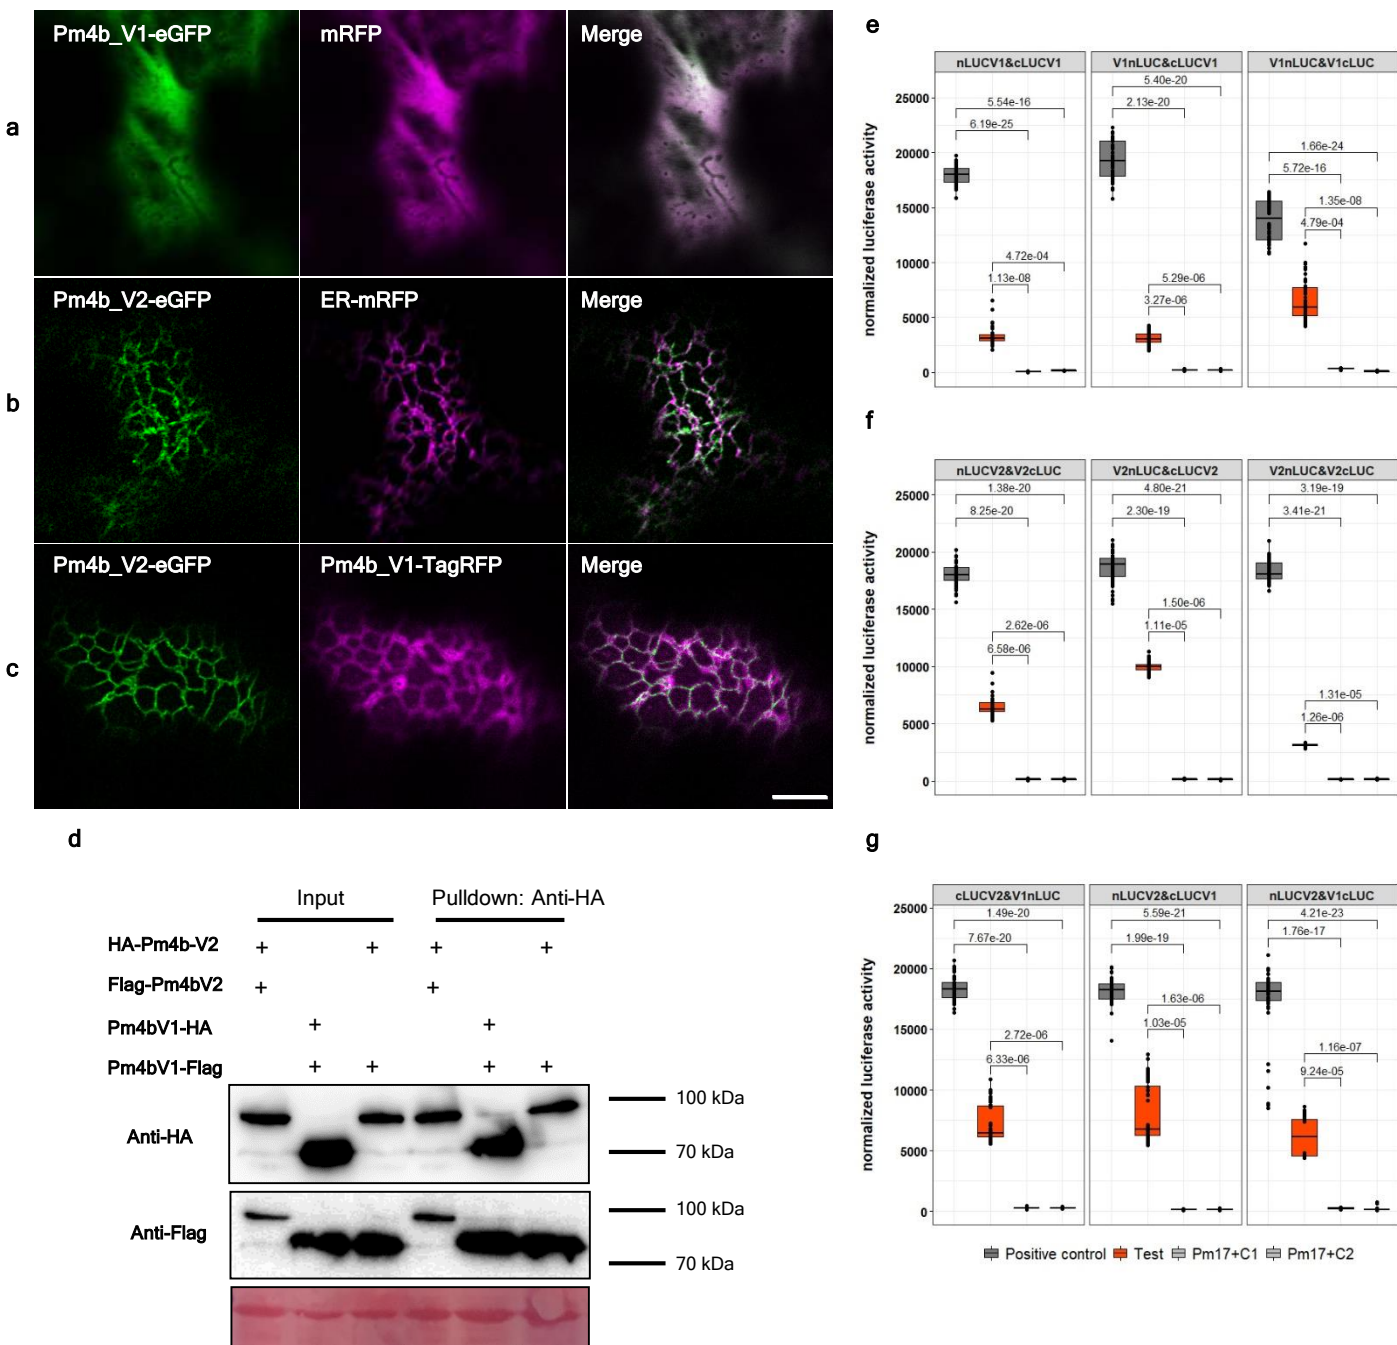 a
Pm4b_V1-eGFP
mRFP
Merge
b
Pm4b_V2-eGFP
ER-mRFP
Merge
c
Pm4b_V2-eGFP
Pm4b_V1-TagRFP
Merge
d
Input
Pulldown: Anti-HA
HA-Pm4b-V2 + + + +
Flag-Pm4bV2 + +
Pm4bV1-HA + +
Pm4bV1-Flag + + + +
Anti-HA
100 kDa
70 kDa
Anti-Flag
100 kDa
70 kDa
e
nLUCV1&cLUCV1
V1nLUC&cLUCV1
V1nLUC&V1cLUC
normalized luciferase activity
25000
20000
15000
10000
5000
0
5.54e-16
6.19e-25
4.72e-04
1.13e-08
5.40e-20
2.13e-20
5.29e-06
3.27e-06
1.66e-24
5.72e-16
1.35e-08
4.79e-04
f
nLUCV2&V2cLUC
V2nLUC&cLUCV2
V2nLUC&V2cLUC
normalized luciferase activity
25000
20000
15000
10000
5000
0
1.38e-20
8.25e-20
2.62e-06
6.58e-06
4.80e-21
2.30e-19
1.50e-06
1.11e-05
3.19e-19
3.41e-21
1.31e-05
1.26e-06
g
cLUCV2&V1nLUC
nLUCV2&cLUCV1
nLUCV2&V1cLUC
normalized luciferase activity
25000
20000
15000
10000
5000
0
1.49e-20
7.67e-20
2.72e-06
6.33e-06
5.59e-21
1.99e-19
1.63e-06
1.03e-05
4.21e-23
1.76e-17
1.16e-07
9.24e-05
Positive control Test Pm17+C1 Pm17+C2